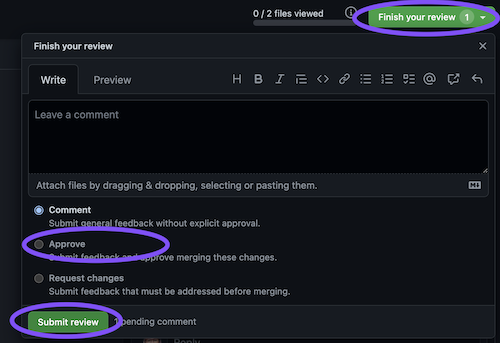 0 / 2 files viewed
Finish your review 1
Finish your review
Write Preview
Leave a comment
Attach files by dragging & dropping, selecting or pasting them.
Comment
Submit general feedback without explicit approval.
Approve
Submit feedback and approve merging these changes.
Request changes
Submit feedback that must be addressed before merging.
Submit review 1 pending comment
Reply